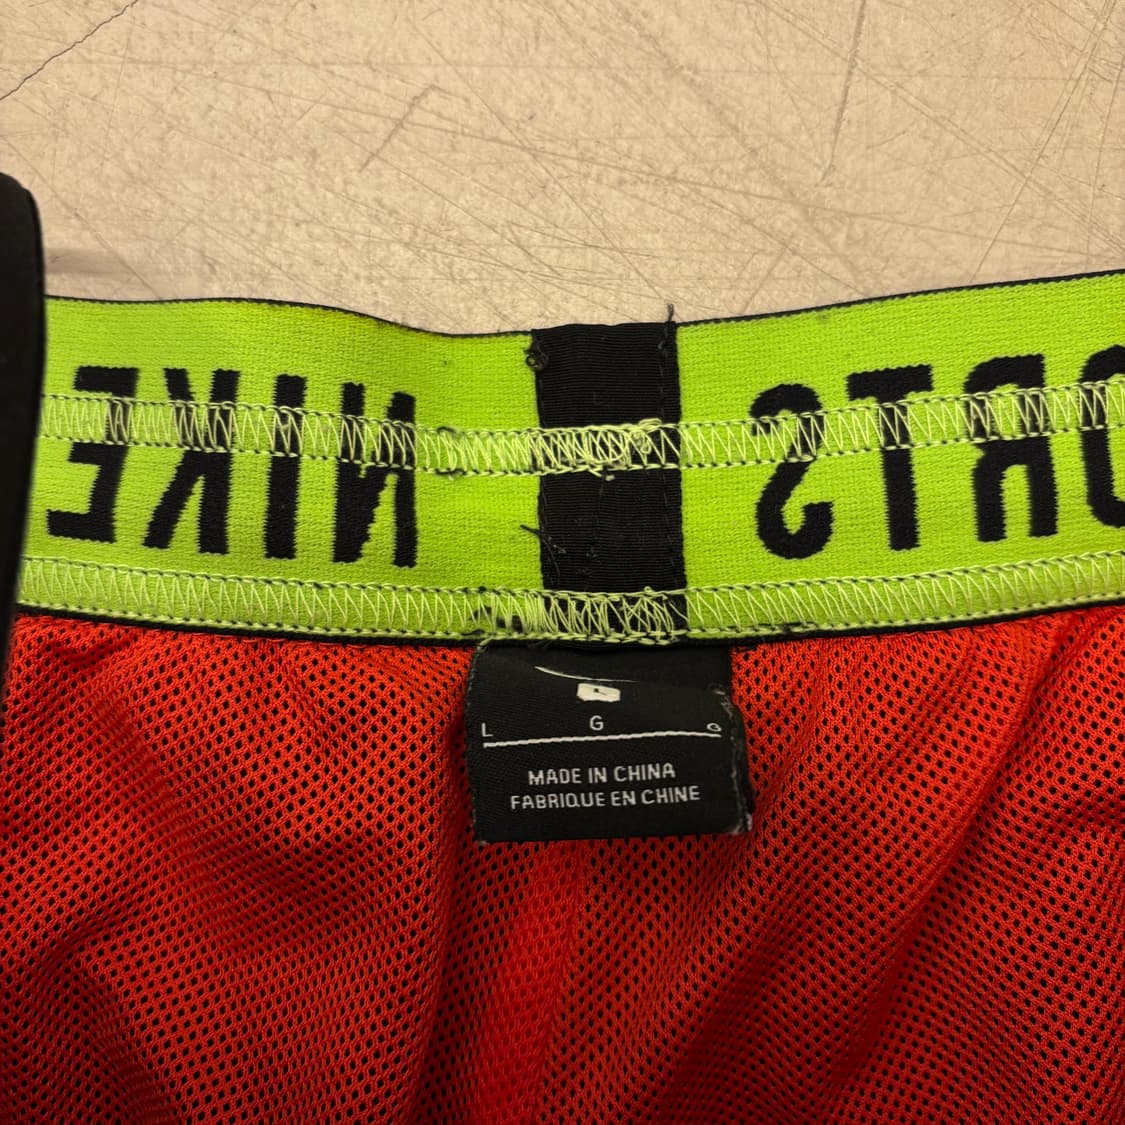 NIKE
ORTS
L
L G G
MADE IN CHINA
FABRIQUE EN CHINE